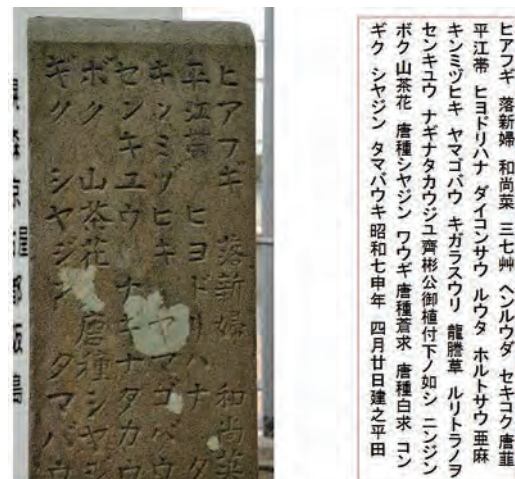 ヒアフギ 落新婦 和尚菜 三七艸 ヘンルウダ セキコク 唐韮
平江帯 ヒヨドリハナ ダイコンサウ ルウタ ホルトサウ 亜麻
キンミヅヒキ ヤマゴバウ キガラスウリ 龍謄草 ルリトラノヲ
センキユウ ナギナタカウジユ齊彬公御植付下ノ如シ ニンジン
ボク 山茶花 唐種シヤジン ワウギ 唐種蒼求 唐種白求 コン
ギク シヤジン タマバウキ 昭和七申年 四月廿日建之平田
ヒアフギ 落新婦 和尚菜
平江帯 ヒヨドリハナ ダ
キンミヅヒキ ヤマゴバウ
センキユウ ナギナタカウ
ボク 山茶花 唐種シヤジ
ギク シヤジン タマバウ